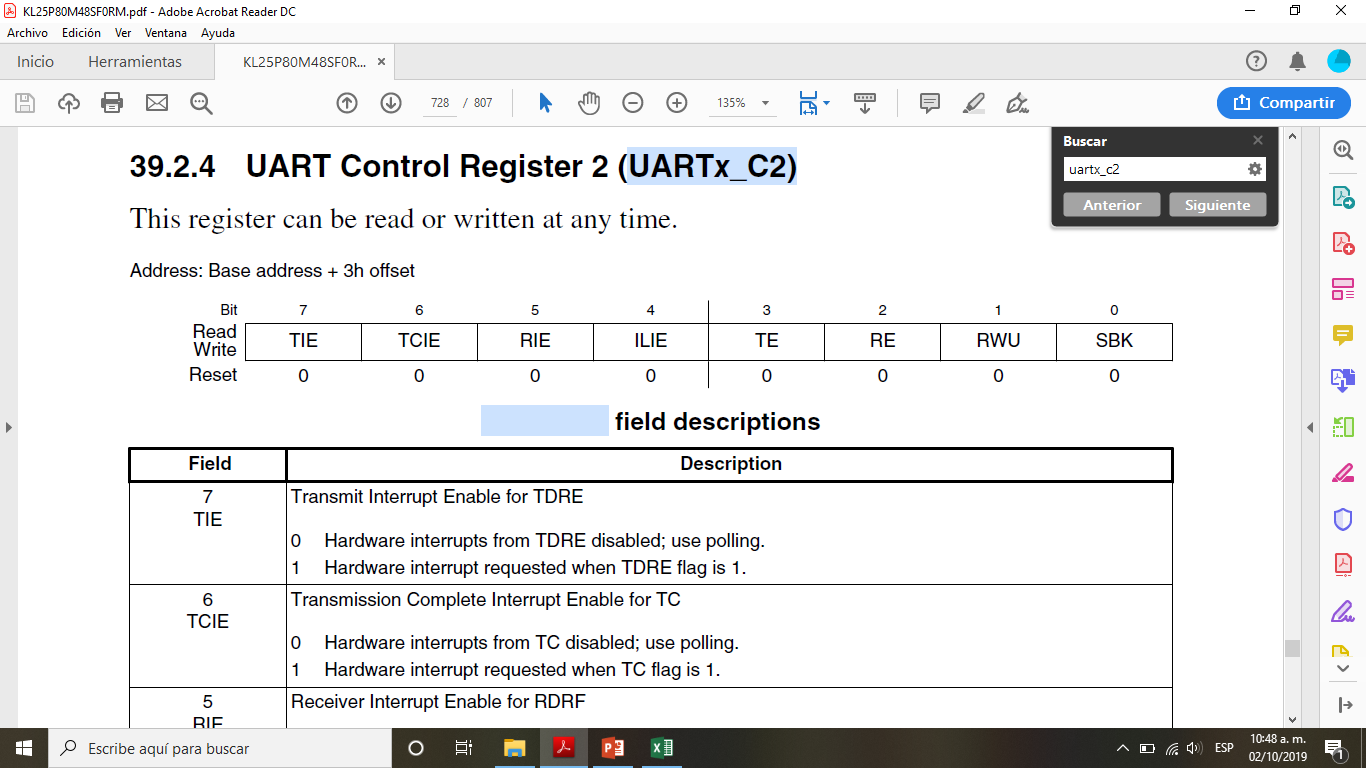 KL25P80M48SF0RM.pdf - Adobe Acrobat Reader DC
Archivo Edición Ver Ventana Ayuda
Inicio Herramientas KL25P80M48SF0R... ×
728 / 807 135% Compartir
Buscar
uartx_c2
Anterior Siguiente
39.2.4 UART Control Register 2 (UARTx_C2)
This register can be read or written at any time.
Address: Base address + 3h offset
Bit 7 6 5 4 3 2 1 0
Read
Write
TIE TCIE RIE ILIE TE RE RWU SBK
Reset 0 0 0 0 0 0 0 0
field descriptions
Field Description
7
TIE
Transmit Interrupt Enable for TDRE
0 Hardware interrupts from TDRE disabled; use polling.
1 Hardware interrupt requested when TDRE flag is 1.
6
TCIE
Transmission Complete Interrupt Enable for TC
0 Hardware interrupts from TC disabled; use polling.
1 Hardware interrupt requested when TC flag is 1.
5
RIE
Receiver Interrupt Enable for RDRF
Escribe aquí para buscar
ESP
10:48 a. m.
02/10/2019
1